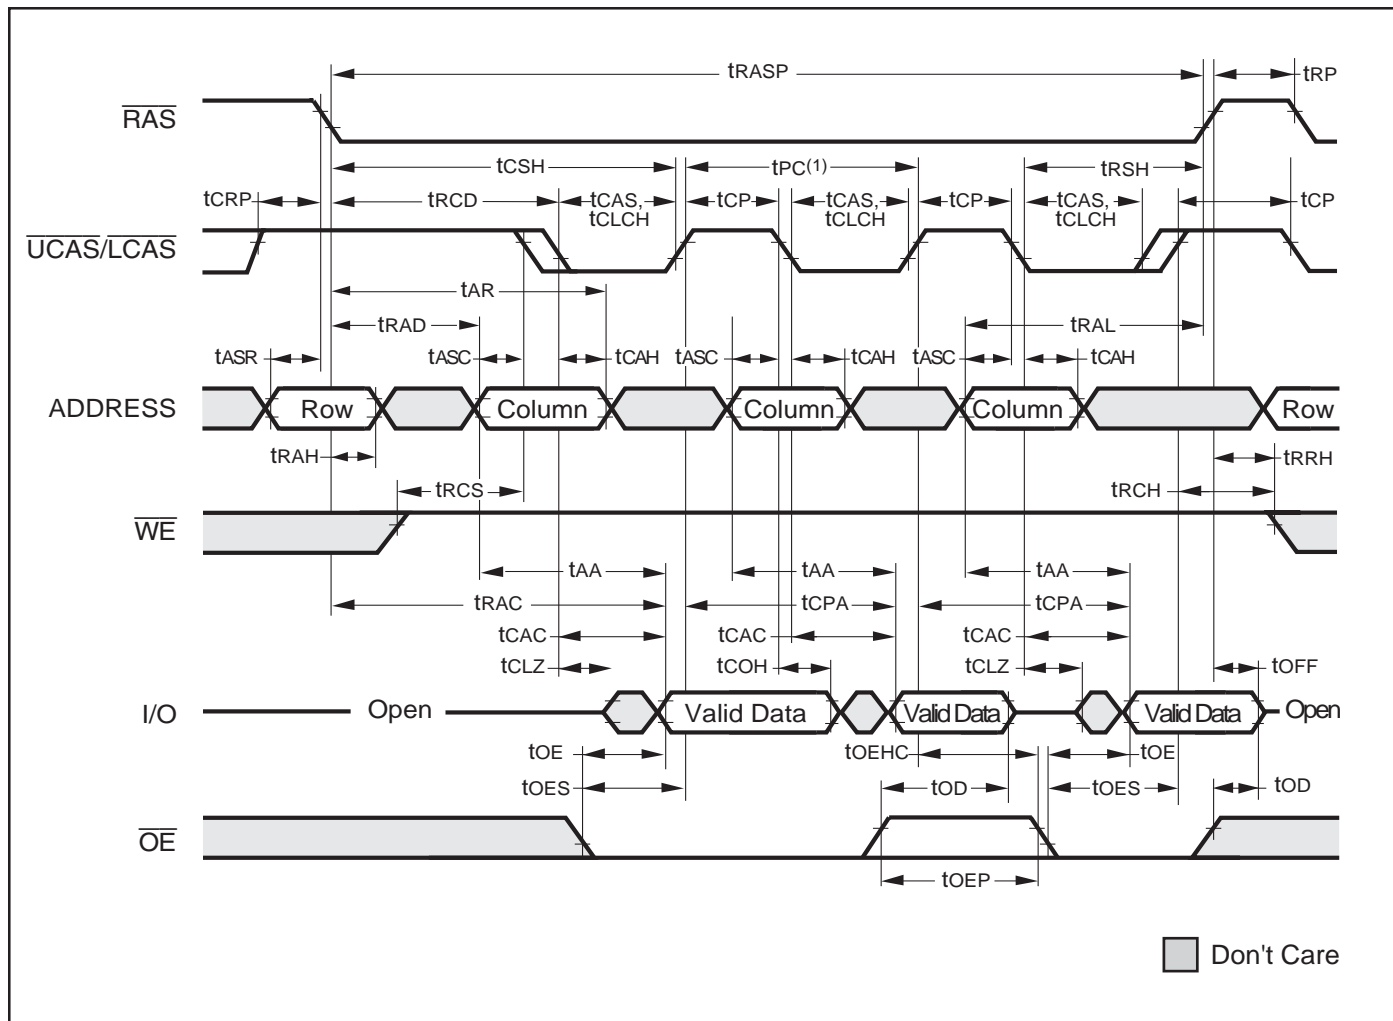 tRASP tRP
RAS
tCSH tPC(1) tRSH
tCRP tRCD tCAS, tCP tCAS, tCP tCAS, tCP
tCLCH tCLCH tCLCH
UCAS/LCAS
tAR
tRAD tRAL
tASR tASC tCAH tASC tCAH tASC tCAH
ADDRESS Row Column Column Column Row
tRAH tRRH
tRCS tRCH
WE
tAA tAA tAA
tRAC tCPA tCPA
tCAC tCAC tCAC
tCLZ tCOH tCLZ tOFF
I/O Open Valid Data Valid Data Valid Data Open
tOE tOEHC tOE
tOES tOD tOES tOD
OE
tOEP
Don't Care